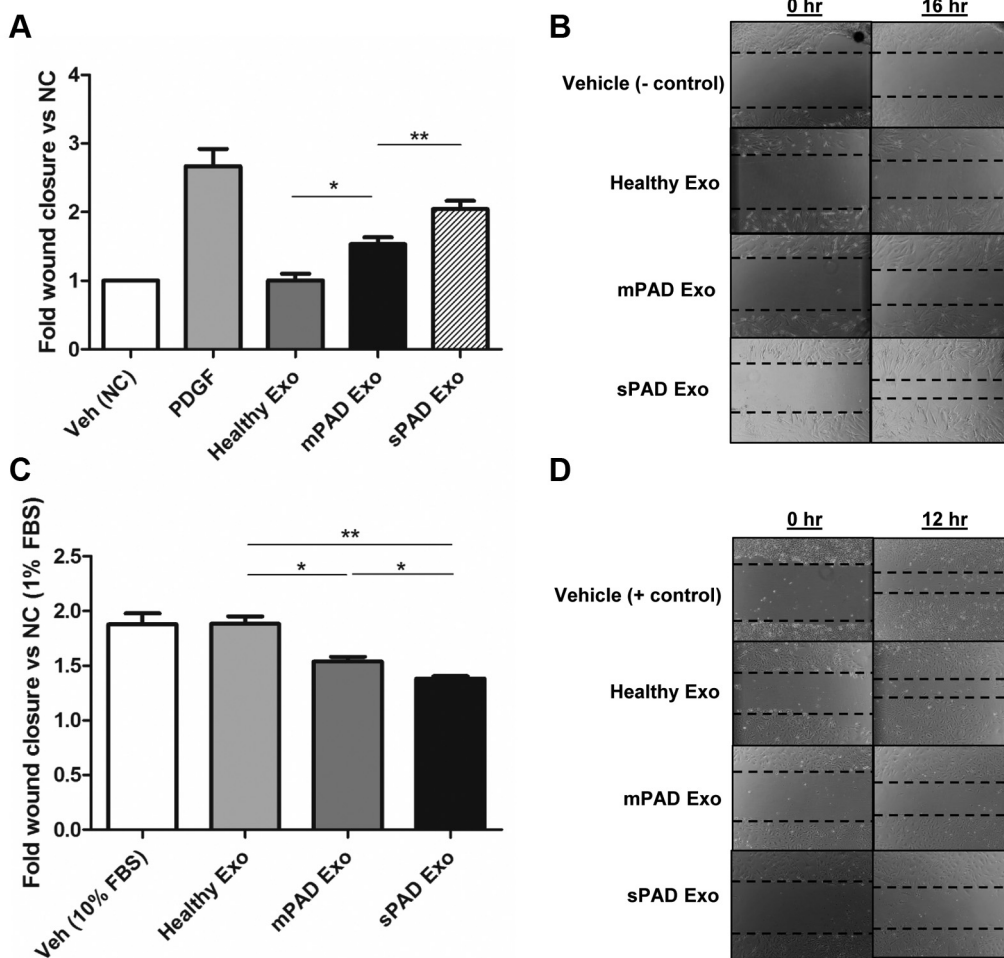 A
Fold wound closure vs NC
4
3
2
1
0
*
**
Veh (NC)
PDGF
Healthy Exo
mPAD Exo
sPAD Exo
B
0 hr
16 hr
Vehicle (- control)
Healthy Exo
mPAD Exo
sPAD Exo
C
Fold wound closure vs NC (1% FBS)
2.5
2.0
1.5
1.0
0.5
0.0
**
*
*
Veh (10% FBS)
Healthy Exo
mPAD Exo
sPAD Exo
D
0 hr
12 hr
Vehicle (+ control)
Healthy Exo
mPAD Exo
sPAD Exo